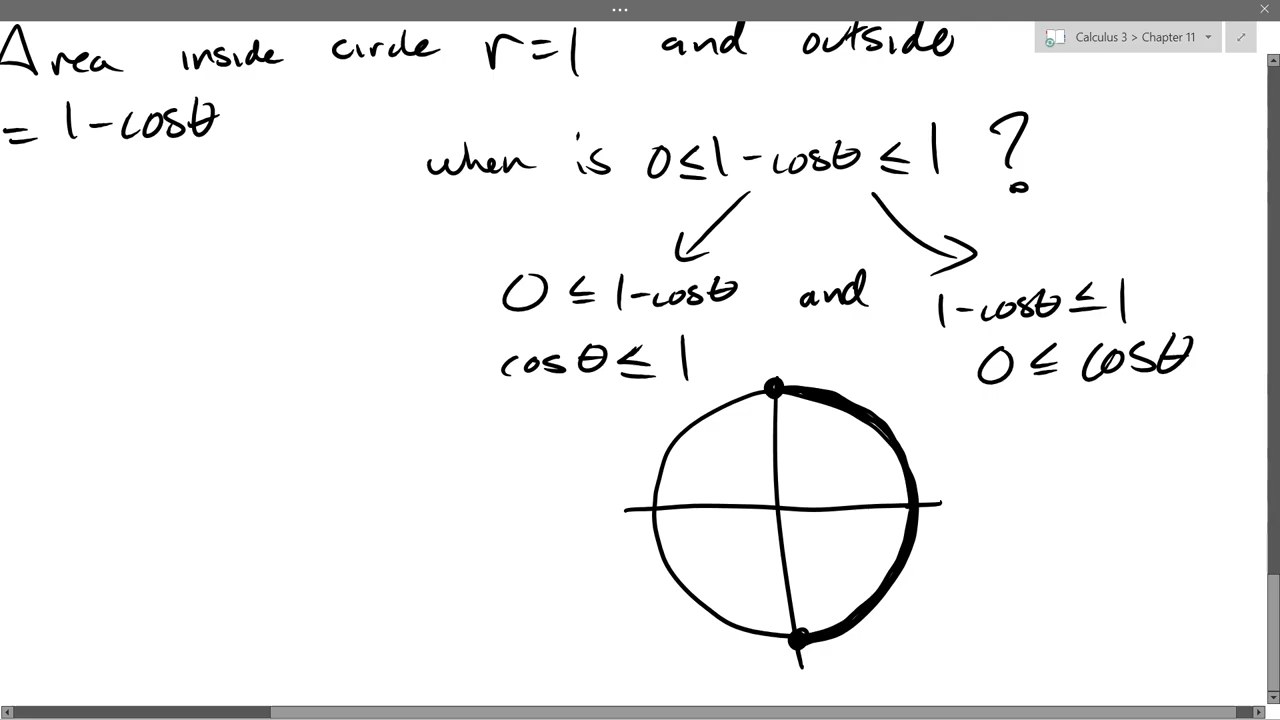 Calculus 3 > Chapter 11
Area inside circle r=1 and outside
= 1-cosθ
when is 0≤1-cosθ≤1 ?
0≤1-cosθ and 1-cosθ≤1
cosθ≤1 0≤cosθ